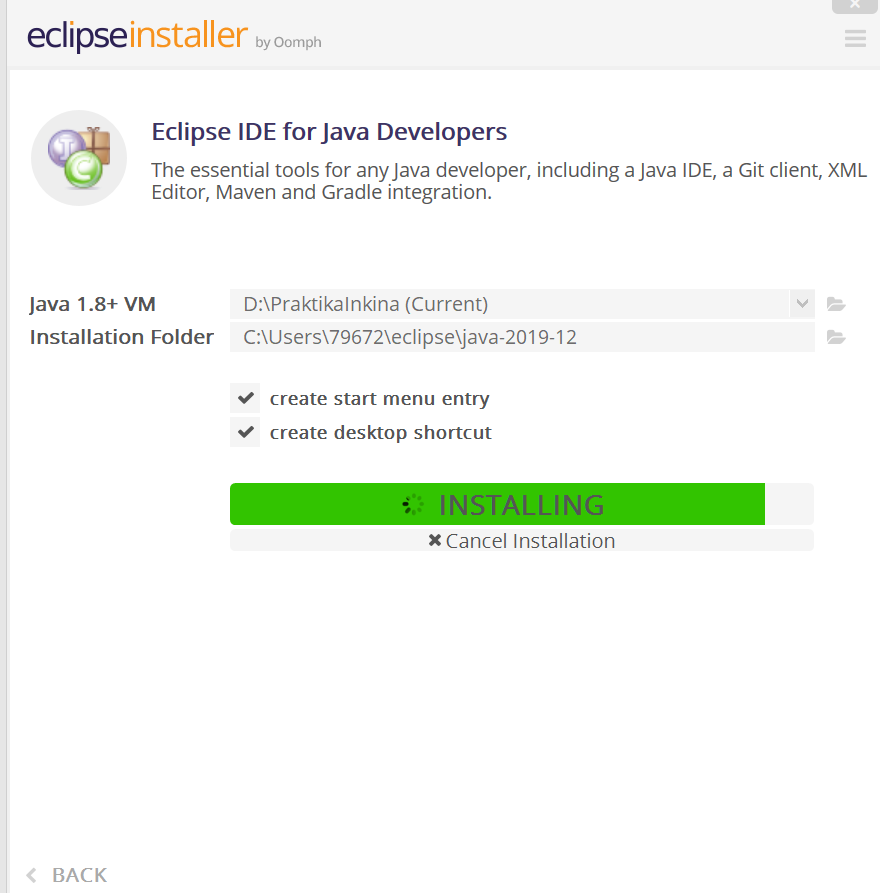 eclipseinstaller by Oomph
Eclipse IDE for Java Developers
The essential tools for any Java developer, including a Java IDE, a Git client, XML
Editor, Maven and Gradle integration.
Java 1.8+ VM D:\PraktikaInkina (Current)
Installation Folder C:\Users\79672\eclipse\java-2019-12
create start menu entry
create desktop shortcut
INSTALLING
Cancel Installation
BACK